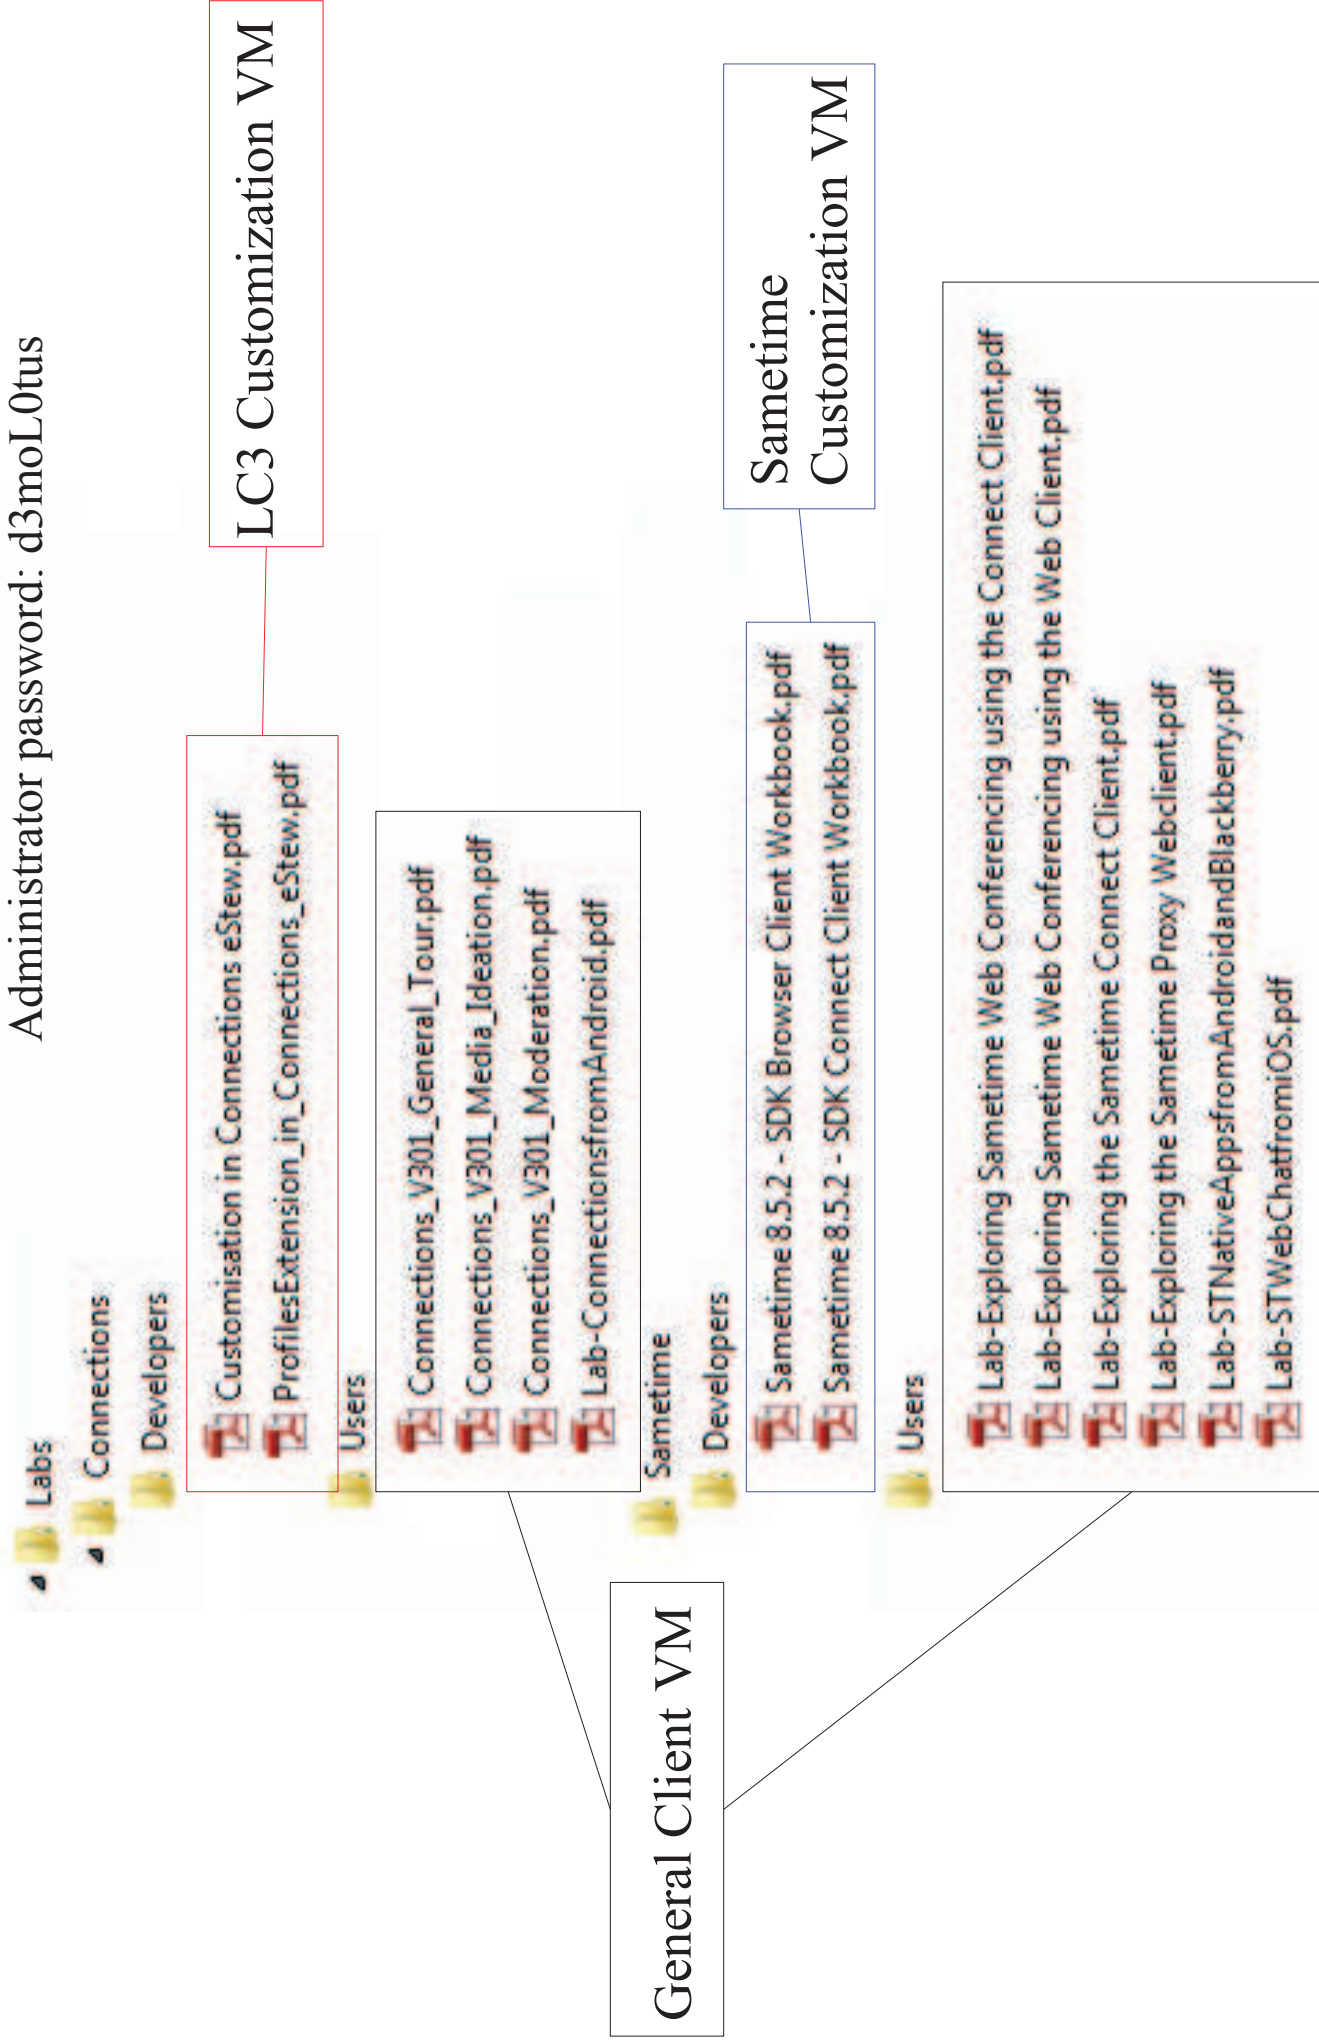 Administrator password: d3moL0tus
Labs
Connections
Developers
Customisation in Connections eStew.pdf
ProfilesExtension_in_Connections_eStew.pdf
LC3 Customization VM
Users
Connections_V301_General_Tour.pdf
Connections_V301_Media_Ideation.pdf
Connections_V301_Moderation.pdf
Lab-ConnectionsfromAndroid.pdf
General Client VM
Sametime
Developers
Sametime 8.5.2 - SDK Browser Client Workbook.pdf
Sametime 8.5.2 - SDK Connect Client Workbook.pdf
Sametime
Customization VM
Users
Lab-Exploring Sametime Web Conferencing using the Connect Client.pdf
Lab-Exploring Sametime Web Conferencing using the Web Client.pdf
Lab-Exploring the Sametime Connect Client.pdf
Lab-Exploring the Sametime Proxy Webclient.pdf
Lab-STNativeAppsfromAndroidandBlackberry.pdf
Lab-STWebChatfromiOS.pdf